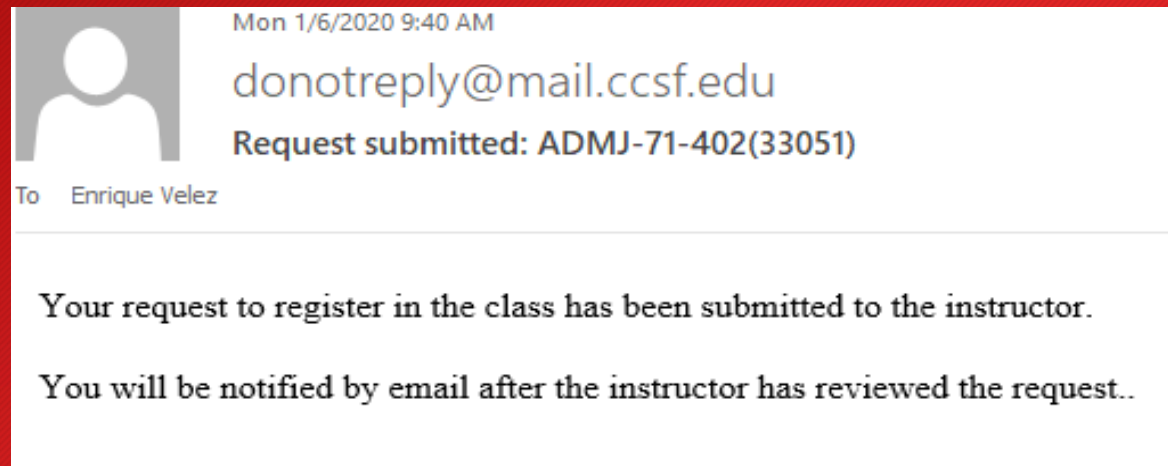 Mon 1/6/2020 9:40 AM
donotreply@mail.ccsf.edu
Request submitted: ADMJ-71-402(33051)
To Enrique Velez
Your request to register in the class has been submitted to the instructor.
You will be notified by email after the instructor has reviewed the request..